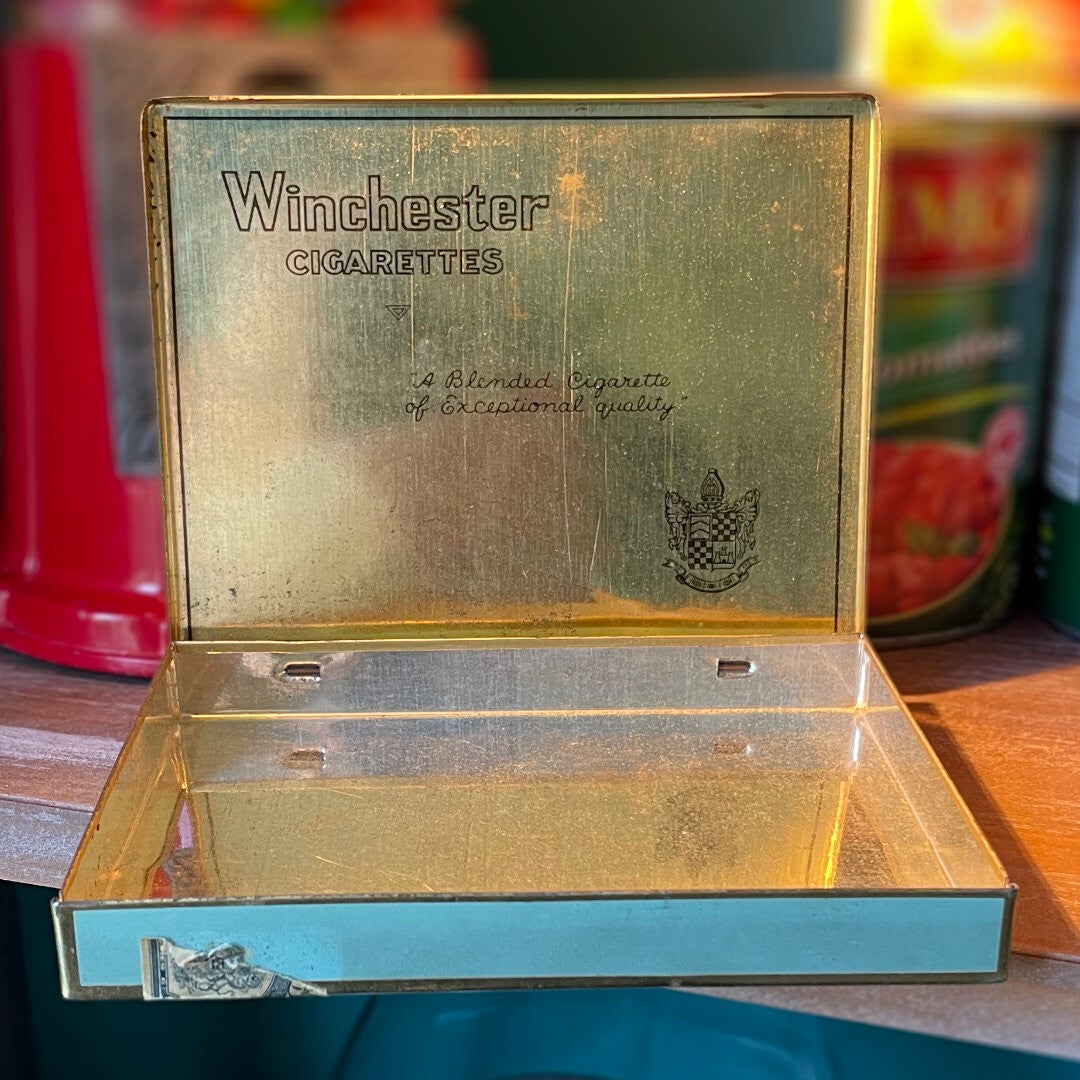 Winchester
CIGARETTES
"A Blended Cigarette
of Exceptional quality"